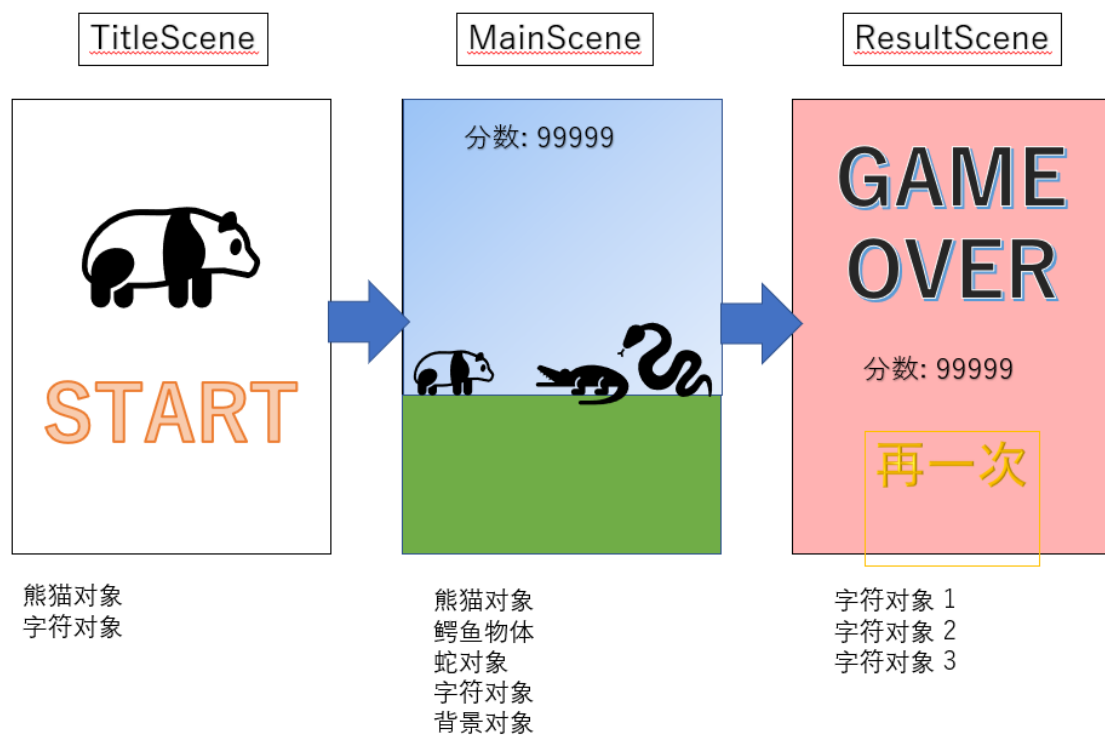 TitleScene
MainScene
ResultScene
START
分数: 99999
GAME
OVER
分数: 99999
再一次
熊猫对象
字符对象
熊猫对象
鳄鱼物体
蛇对象
字符对象
背景对象
字符对象 1
字符对象 2
字符对象 3